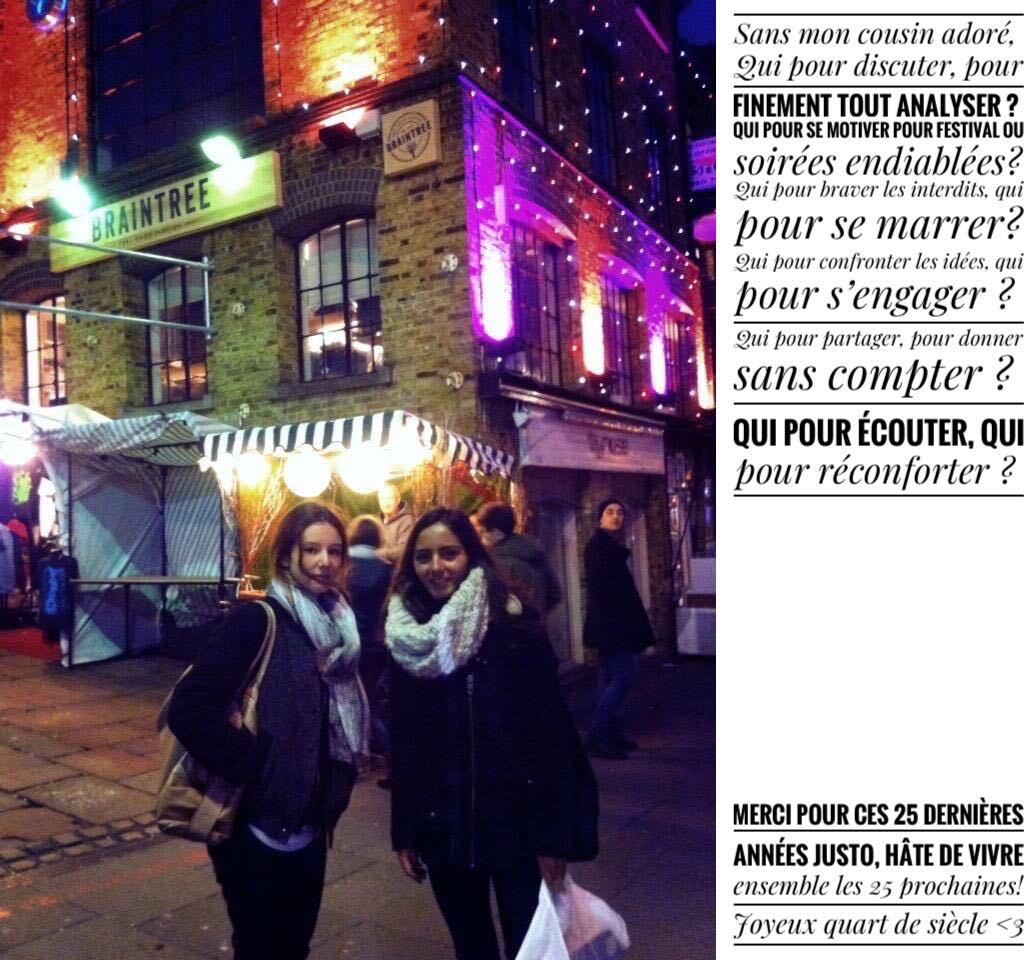 BRAINTREE
BRAINTREE
Sans mon cousin adoré,
Qui pour discuter, pour
FINEMENT TOUT ANALYSER ?
QUI POUR SE MOTIVER POUR FESTIVAL OU
soirées endiablées?
Qui pour braver les interdits, qui
pour se marrer?
Qui pour confronter les idées, qui
pour s’engager ?
Qui pour partager, pour donner
sans compter ?
QUI POUR ÉCOUTER, QUI
pour réconforter ?
MERCI POUR CES 25 DERNIÈRES
ANNÉES JUSTO, HÂTE DE VIVRE
ensemble les 25 prochaines!
Joyeux quart de siècle <3